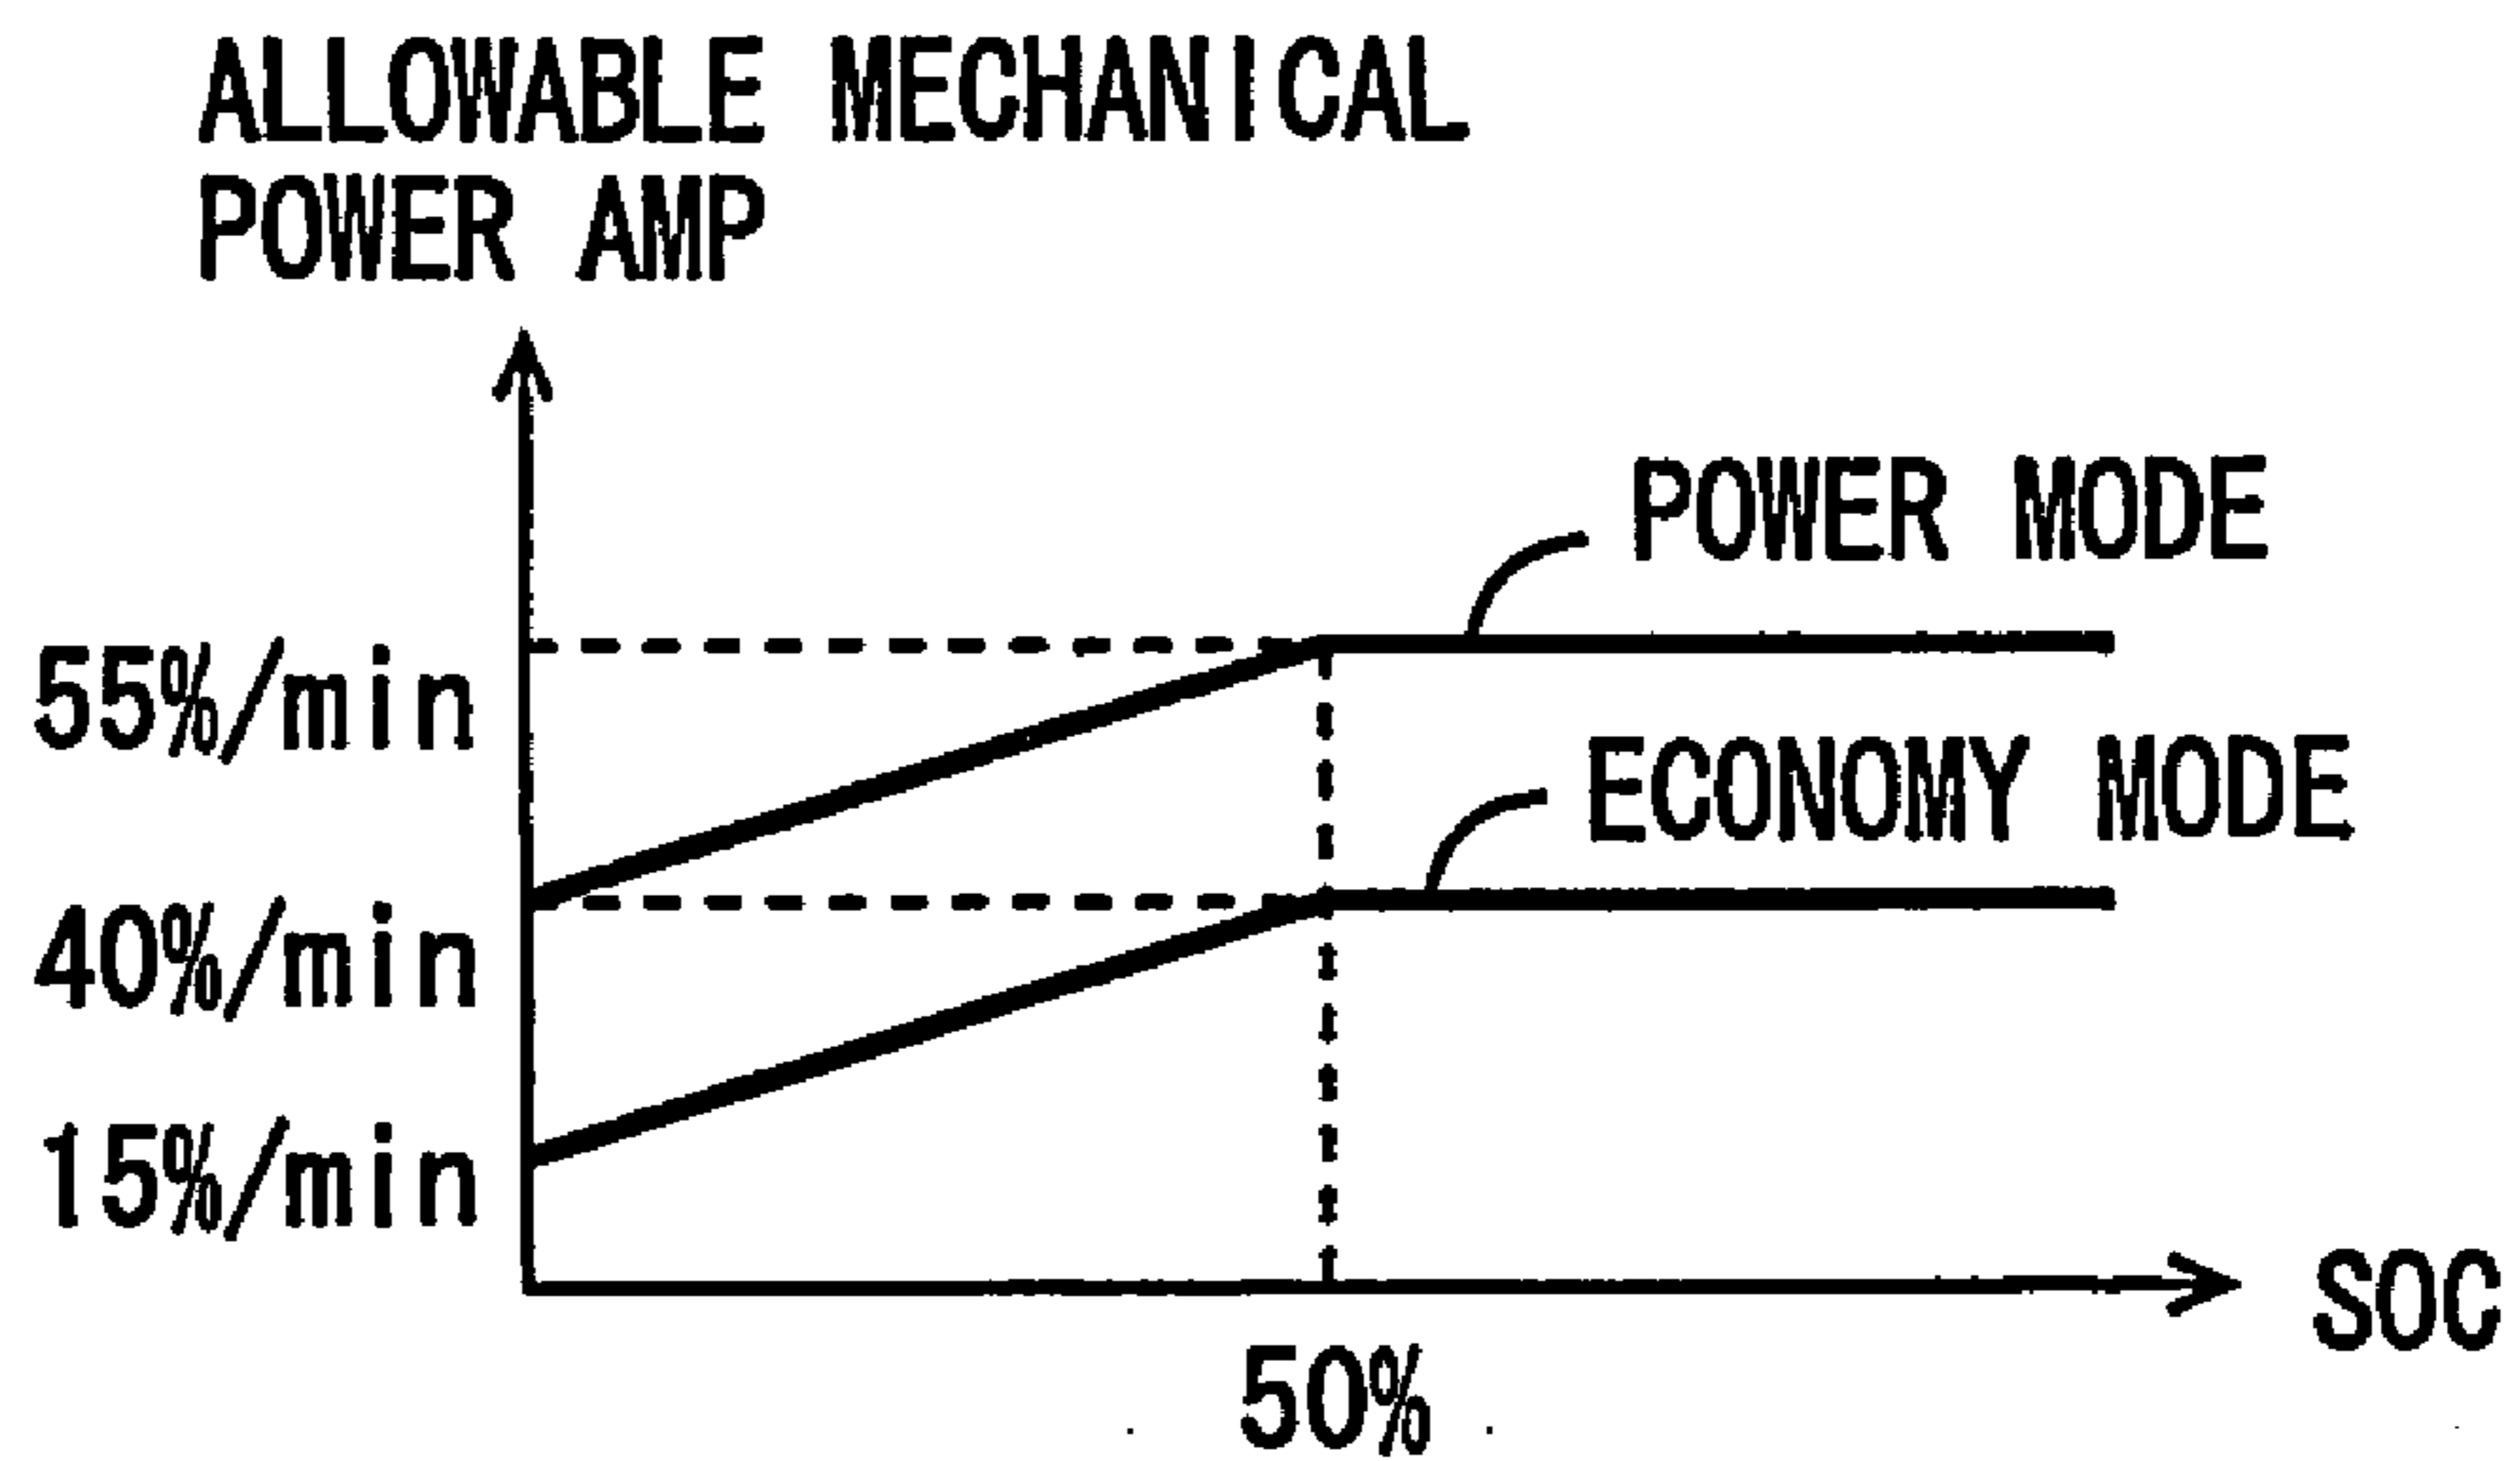 ALLOWABLE MECHANICAL
POWER AMP
POWER MODE
55%/min
ECONOMY MODE
40%/min
15%/min
SOC
50%